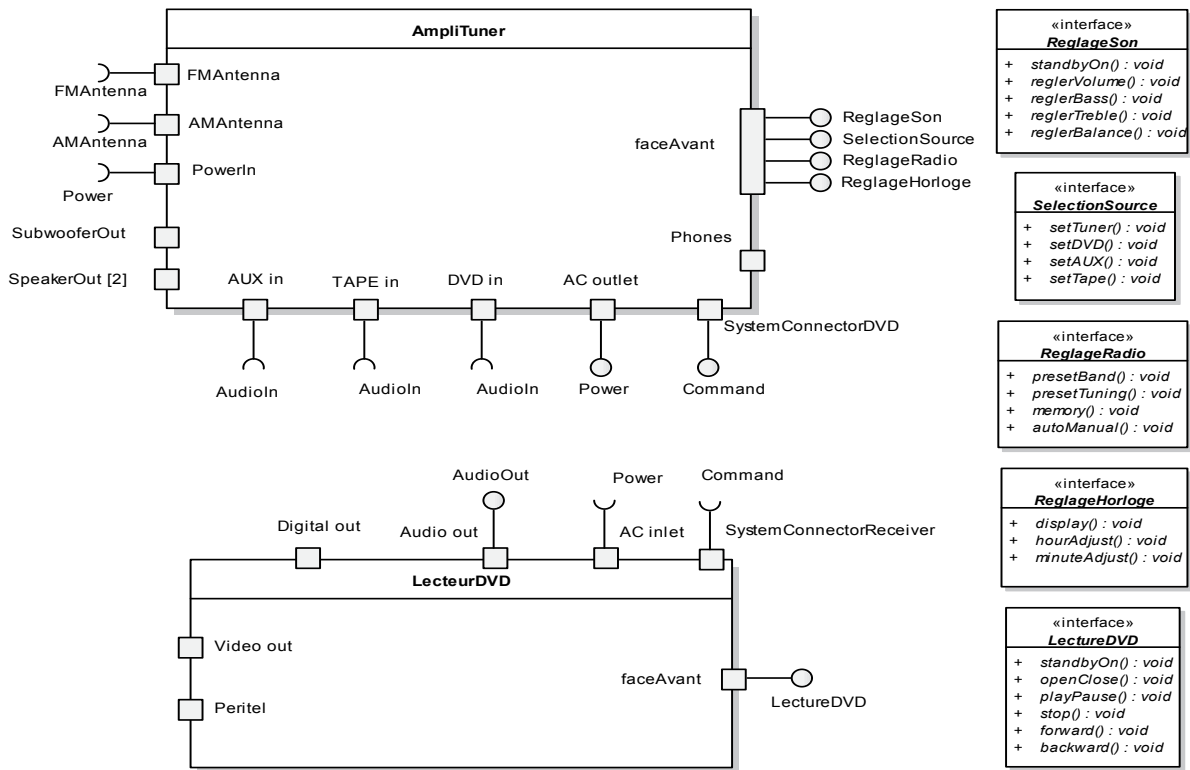 AmpliTuner
FMAntenna
FMAntenna
AMAntenna
AMAntenna
PowerIn
Power
SubwooferOut
SpeakerOut [2]
faceAvant
ReglageSon
SelectionSource
ReglageRadio
ReglageHorloge
Phones
AUX in
TAPE in
DVD in
AC outlet
SystemConnectorDVD
AudioIn
AudioIn
AudioIn
Power
Command
AudioOut
Power
Command
Digital out
Audio out
AC inlet
SystemConnectorReceiver
LecteurDVD
Video out
Peritel
faceAvant
LectureDVD
«interface»
ReglageSon
+ standbyOn() : void
+ reglerVolume() : void
+ reglerBass() : void
+ reglerTreble() : void
+ reglerBalance() : void
«interface»
SelectionSource
+ setTuner() : void
+ setDVD() : void
+ setAUX() : void
+ setTape() : void
«interface»
ReglageRadio
+ presetBand() : void
+ presetTuning() : void
+ memory() : void
+ autoManual() : void
«interface»
ReglageHorloge
+ display() : void
+ hourAdjust() : void
+ minuteAdjust() : void
«interface»
LectureDVD
+ standbyOn() : void
+ openClose() : void
+ playPause() : void
+ stop() : void
+ forward() : void
+ backward() : void